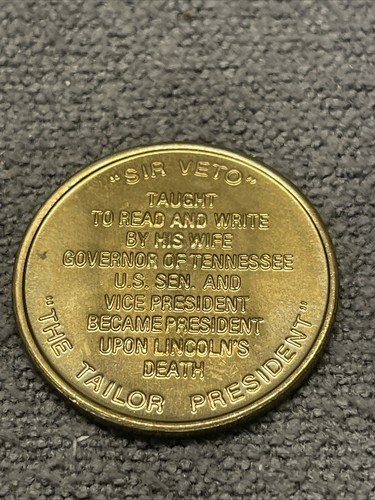 "SIR VETO"
TAUGHT
TO READ AND WRITE
BY HIS WIFE
GOVERNOR OF TENNESSEE
U.S. SEN. AND
VICE PRESIDENT
BECAME PRESIDENT
UPON LINCOLN'S
DEATH
"THE TAILOR PRESIDENT"